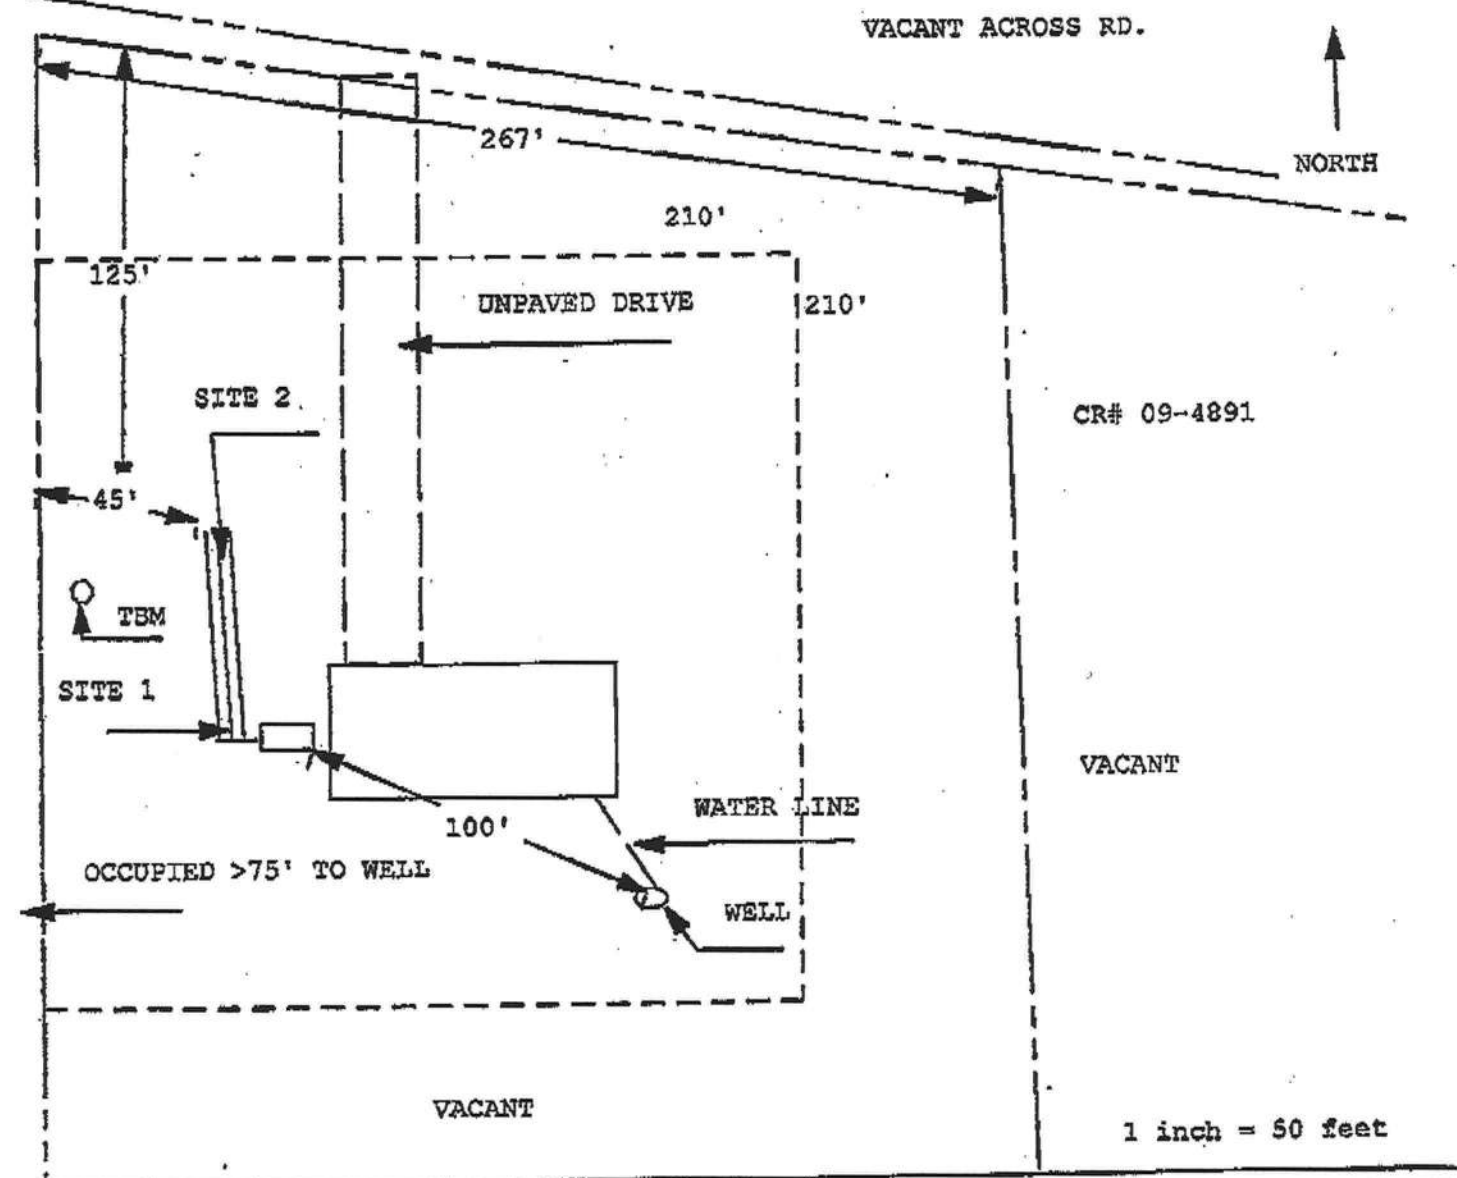 VACANT ACROSS RD.
NORTH
267'
210'
125'
UNPAVED DRIVE
210'
SITE 2
CR# 09-4891
45'
TBM
SITE 1
VACANT
WATER LINE
100'
OCCUPIED >75' TO WELL
WELL
VACANT
1 inch = 50 feet